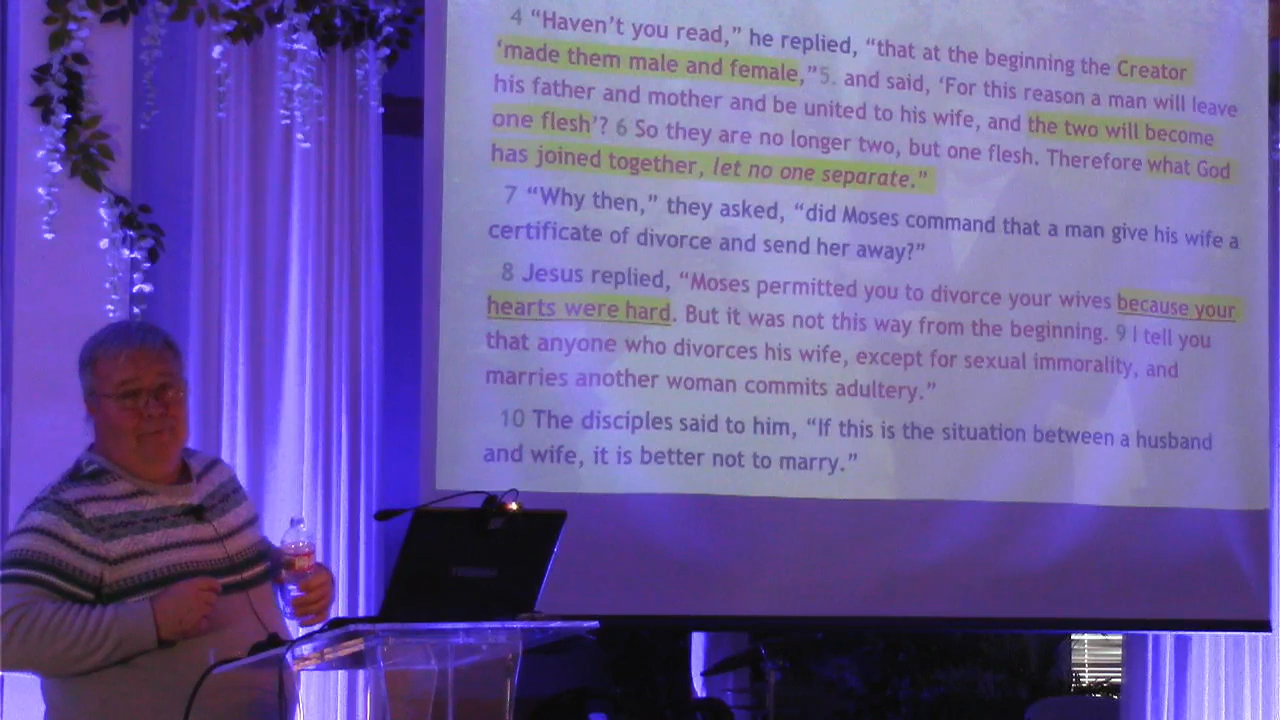 4 “Haven’t you read,” he replied, “that at the beginning the Creator
‘made them male and female,”5. and said, ‘For this reason a man will leave
his father and mother and be united to his wife, and the two will become
one flesh’? 6 So they are no longer two, but one flesh. Therefore what God
has joined together, let no one separate.”
7 “Why then,” they asked, “did Moses command that a man give his wife a
certificate of divorce and send her away?”
8 Jesus replied, “Moses permitted you to divorce your wives because your
hearts were hard. But it was not this way from the beginning. 9 I tell you
that anyone who divorces his wife, except for sexual immorality, and
marries another woman commits adultery.”
10 The disciples said to him, “If this is the situation between a husband
and wife, it is better not to marry.”